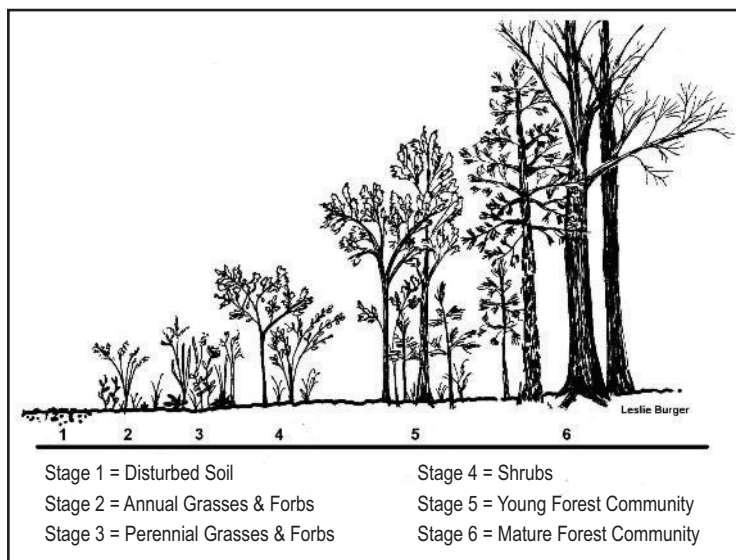 Leslie Burger
1 2 3 4 5 6
Stage 1 = Disturbed Soil
Stage 2 = Annual Grasses & Forbs
Stage 3 = Perennial Grasses & Forbs
Stage 4 = Shrubs
Stage 5 = Young Forest Community
Stage 6 = Mature Forest Community